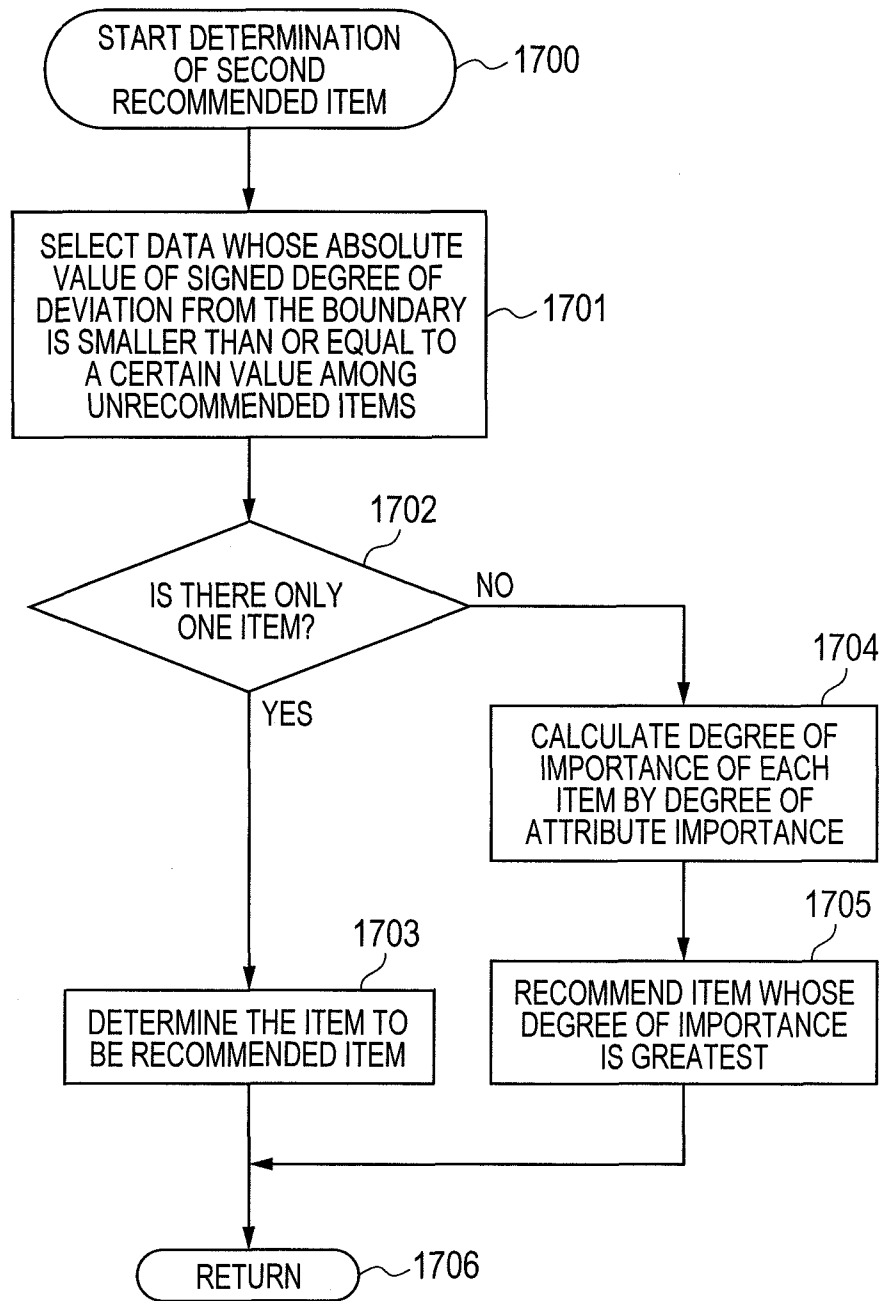 START DETERMINATION
OF SECOND
RECOMMENDED ITEM
1700
SELECT DATA WHOSE ABSOLUTE
VALUE OF SIGNED DEGREE OF
DEVIATION FROM THE BOUNDARY
IS SMALLER THAN OR EQUAL TO
A CERTAIN VALUE AMONG
UNRECOMMENDED ITEMS
1701
1702
IS THERE ONLY
ONE ITEM?
NO
YES
1704
CALCULATE DEGREE OF
IMPORTANCE OF EACH
ITEM BY DEGREE OF
ATTRIBUTE IMPORTANCE
1703
DETERMINE THE ITEM TO
BE RECOMMENDED ITEM
1705
RECOMMEND ITEM WHOSE
DEGREE OF IMPORTANCE
IS GREATEST
RETURN
1706